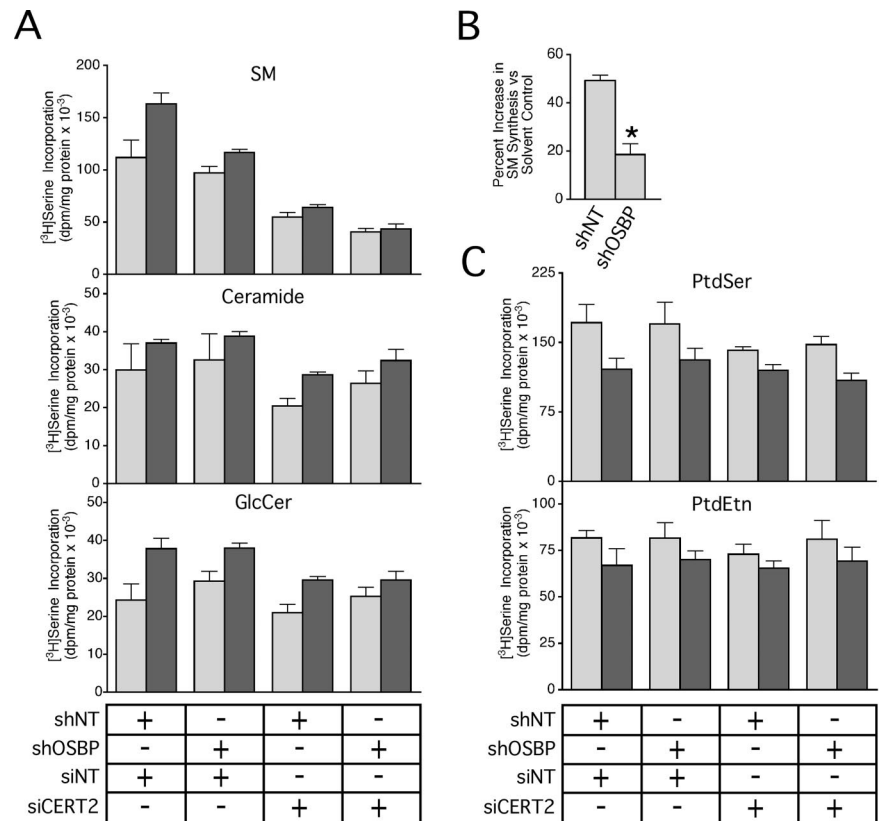 A
SM
[³H]Serine Incorporation
(dpm/mg protein x 10⁻³)
200
150
100
50
0
Ceramide
[³H]Serine Incorporation
(dpm/mg protein x 10⁻³)
50
40
30
20
10
0
GlcCer
[³H]Serine Incorporation
(dpm/mg protein x 10⁻³)
50
40
30
20
10
0
shNT + - + -
shOSBP - + - +
siNT + + - -
siCERT2 - - + +
B
Percent Increase in
SM Synthesis vs
Solvent Control
60
40
20
0
*
shNT
shOSBP
C
PtdSer
[³H]Serine Incorporation
(dpm/mg protein x 10⁻³)
225
150
75
0
PtdEtn
[³H]Serine Incorporation
(dpm/mg protein x 10⁻³)
100
75
50
25
0
shNT + - + -
shOSBP - + - +
siNT + + - -
siCERT2 - - + +